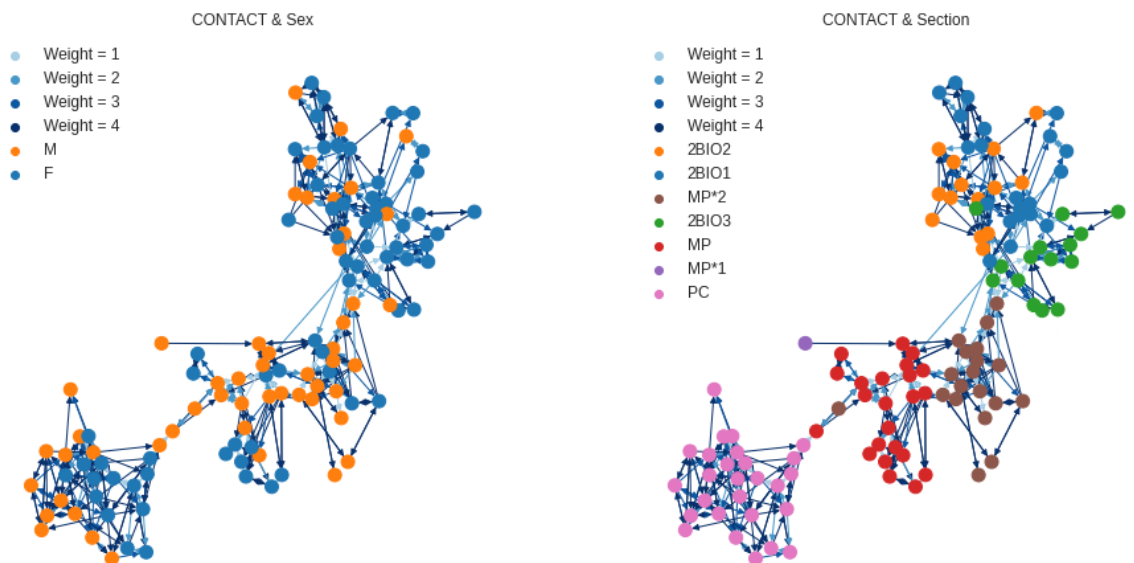 CONTACT & Sex
Weight = 1
Weight = 2
Weight = 3
Weight = 4
M
F
CONTACT & Section
Weight = 1
Weight = 2
Weight = 3
Weight = 4
2BIO2
2BIO1
MP*2
2BIO3
MP
MP*1
PC